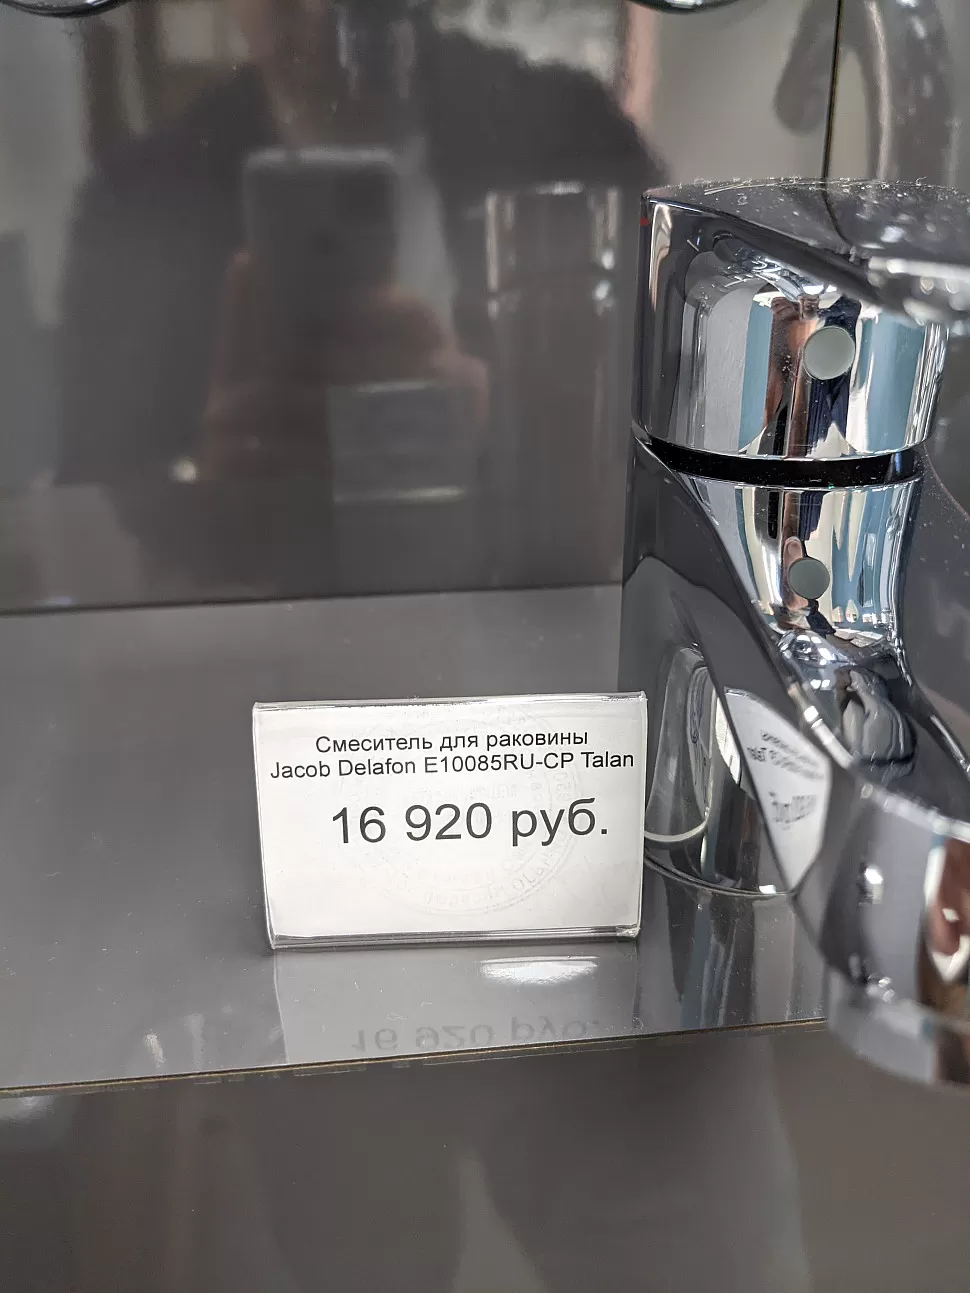 Смеситель для раковины
Jacob Delafon E10085RU-CP Talan
16 920 руб.